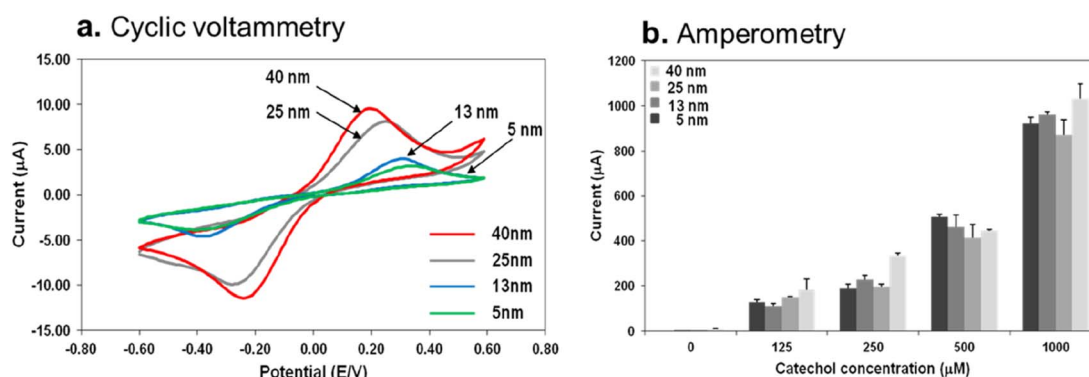 a. Cyclic voltammetry
15.00
10.00
5.00
0.00
-5.00
-10.00
-15.00
Current (μA)
40 nm
25 nm
13 nm
5 nm
40nm
25nm
13nm
5nm
-0.80 -0.60 -0.40 -0.20 0.00 0.20 0.40 0.60 0.80
Potential (E/V)
b. Amperometry
1200
1000
800
600
400
200
0
Current (μA)
40 nm
25 nm
13 nm
5 nm
0 125 250 500 1000
Catechol concentration (μM)